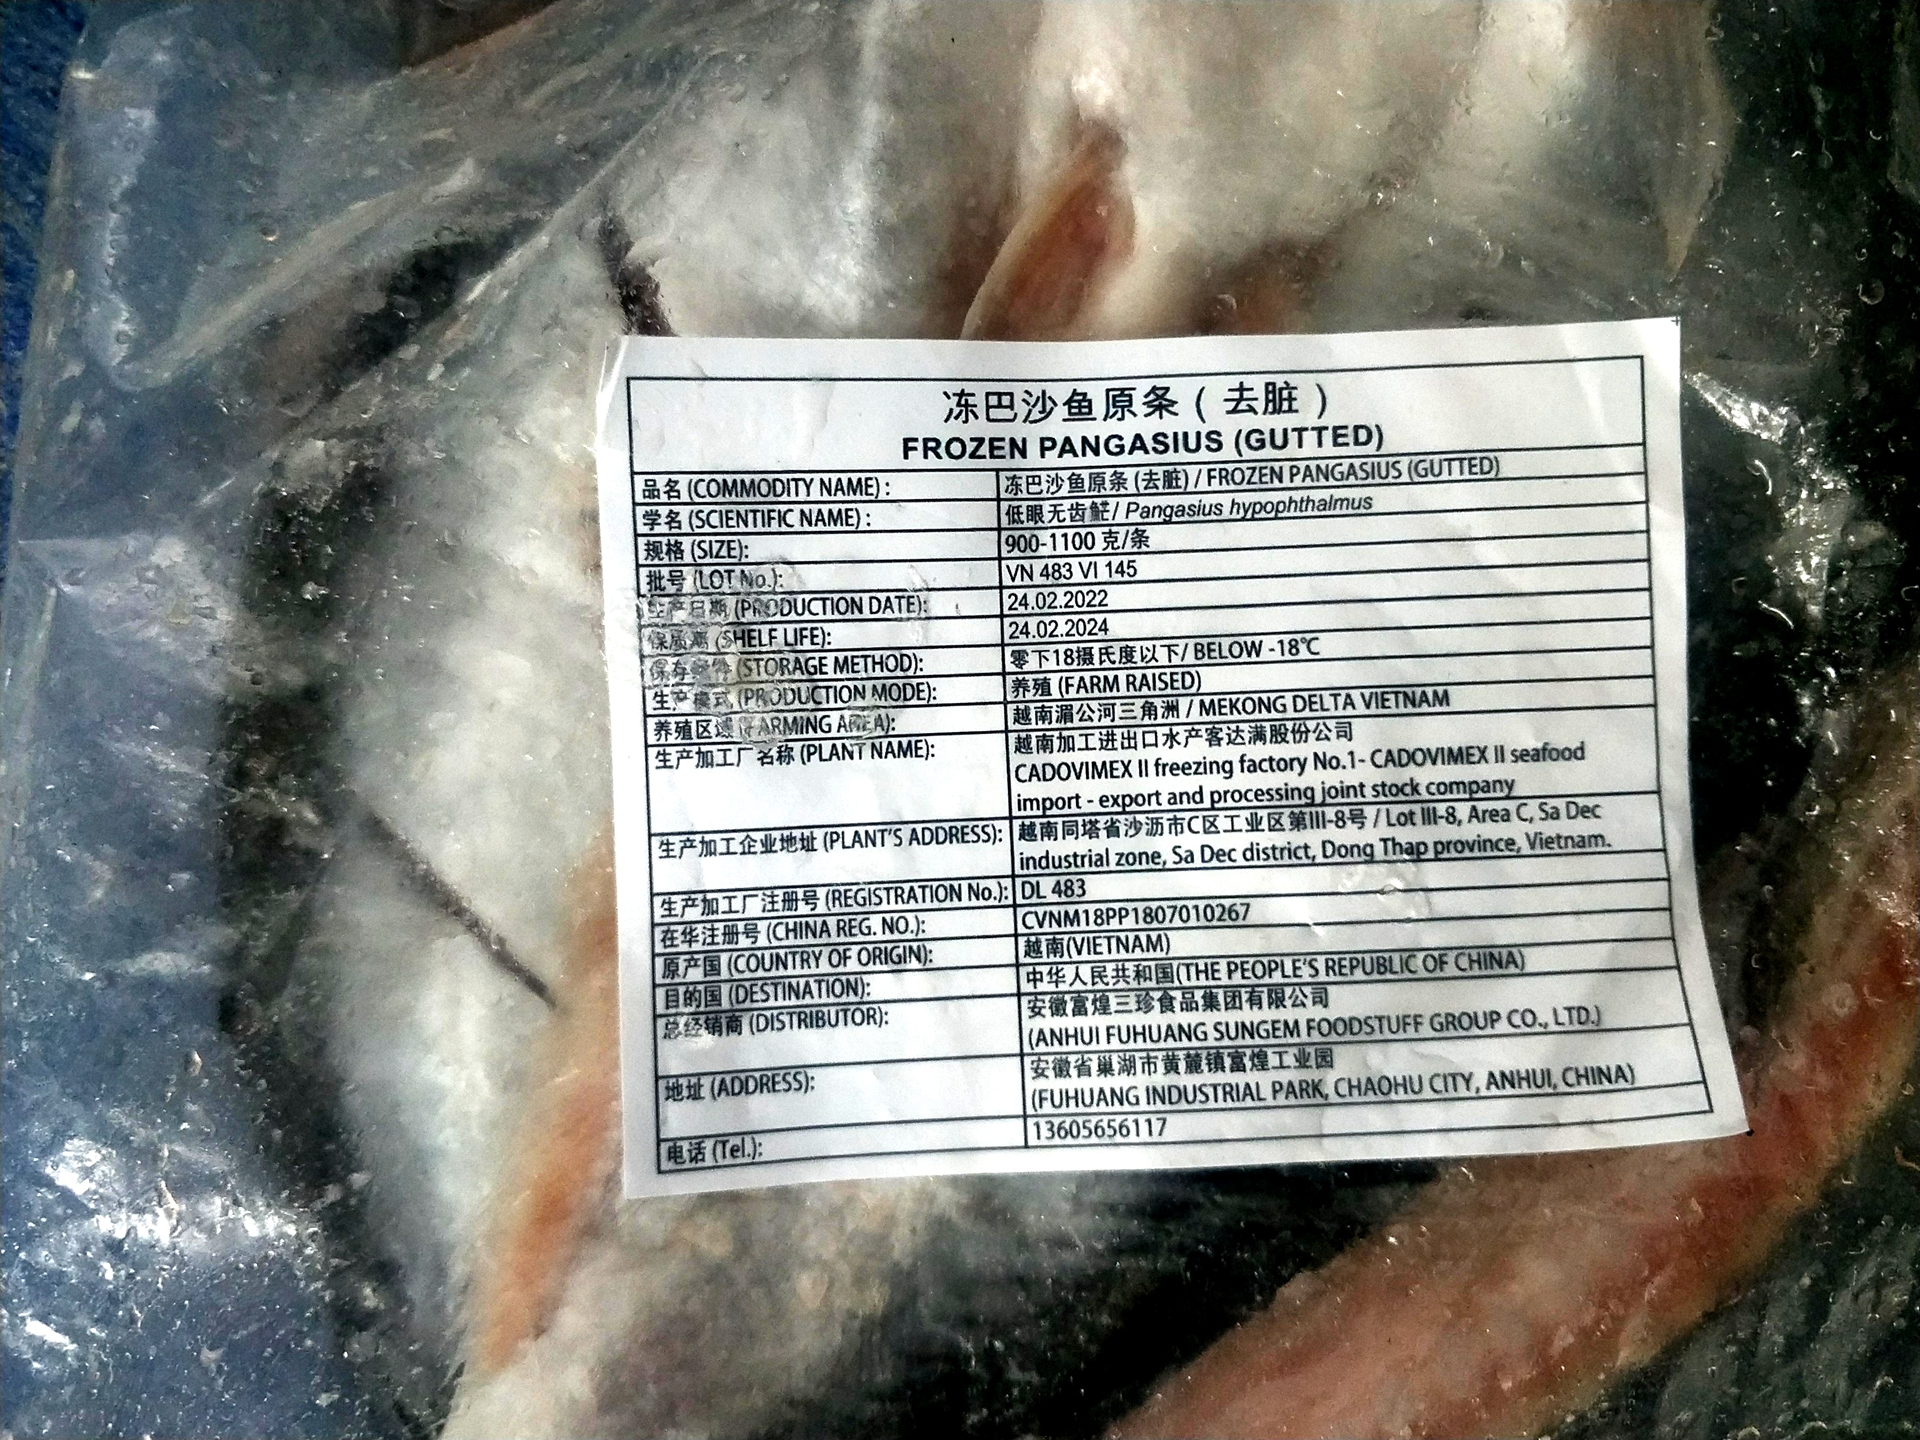 冻巴沙鱼原条（去脏）
FROZEN PANGASIUS (GUTTED)
品名 (COMMODITY NAME) : 冻巴沙鱼原条 (去脏) / FROZEN PANGASIUS (GUTTED)
学名 (SCIENTIFIC NAME) : 低眼无齿𩷶/ Pangasius hypophthalmus
规格 (SIZE): 900-1100 克/条
批号 (LOT No.): VN 483 VI 145
生产日期 (PRODUCTION DATE): 24.02.2022
保质期 (SHELF LIFE): 24.02.2024
保存条件 (STORAGE METHOD): 零下18摄氏度以下/ BELOW -18℃
生产模式 (PRODUCTION MODE): 养殖 (FARM RAISED)
养殖区域 (FARMING AREA): 越南湄公河三角洲 / MEKONG DELTA VIETNAM
生产加工厂名称 (PLANT NAME): 越南加工进出口水产客达满股份公司
CADOVIMEX II freezing factory No.1- CADOVIMEX II seafood
import - export and processing joint stock company
生产加工企业地址 (PLANT'S ADDRESS): 越南同塔省沙沥市C区工业区第III-8号 / Lot III-8, Area C, Sa Dec
industrial zone, Sa Dec district, Dong Thap province, Vietnam.
生产加工厂注册号 (REGISTRATION No.): DL 483
在华注册号 (CHINA REG. NO.): CVNM18PP1807010267
原产国 (COUNTRY OF ORIGIN): 越南(VIETNAM)
目的国 (DESTINATION): 中华人民共和国(THE PEOPLE'S REPUBLIC OF CHINA)
总经销商 (DISTRIBUTOR): 安徽富煌三珍食品集团有限公司
(ANHUI FUHUANG SUNGEM FOODSTUFF GROUP CO., LTD.)
地址 (ADDRESS): 安徽省巢湖市黄麓镇富煌工业园
(FUHUANG INDUSTRIAL PARK, CHAOHU CITY, ANHUI, CHINA)
电话 (Tel.): 13605656117